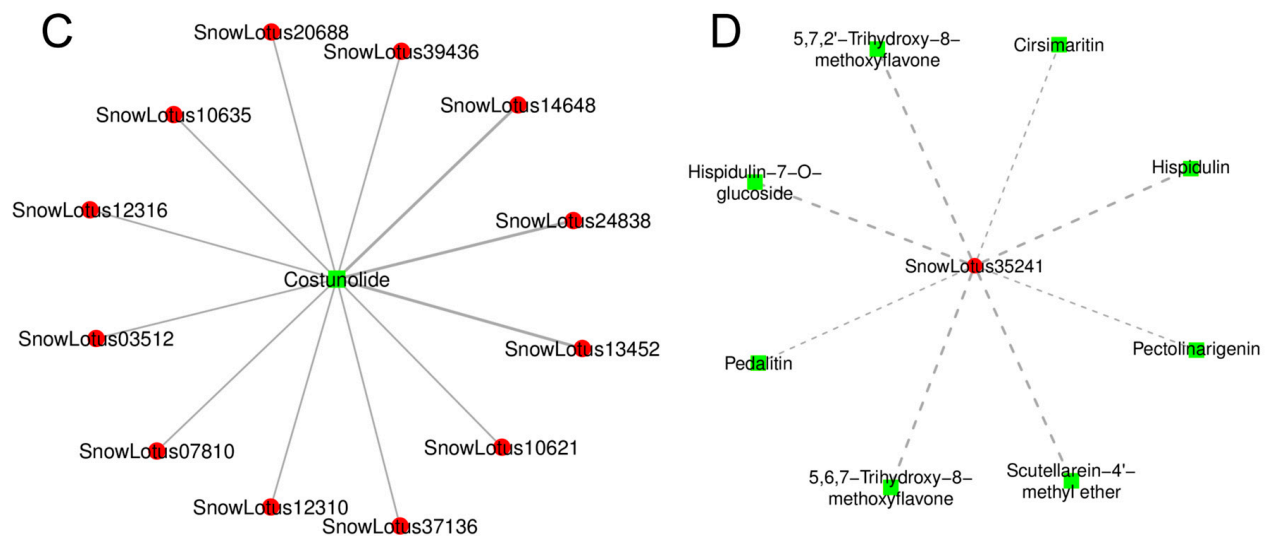 C
SnowLotus20688
SnowLotus39436
SnowLotus14648
SnowLotus10635
SnowLotus12316
SnowLotus24838
Costunolide
SnowLotus03512
SnowLotus13452
SnowLotus07810
SnowLotus10621
SnowLotus12310
SnowLotus37136
D
5,7,2'−Trihydroxy−8−
methoxyflavone
Cirsimaritin
Hispidulin−7−O−
glucoside
Hispidulin
SnowLotus35241
Pedalitin
Pectolinarigenin
5,6,7−Trihydroxy−8−
methoxyflavone
Scutellarein−4'−
methyl ether